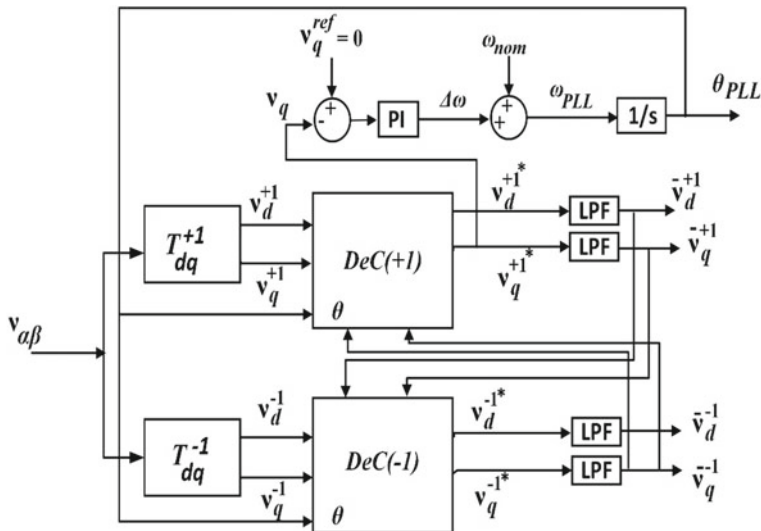 v_q^ref = 0
ω_nom
v_q
- +
PI
Δω
+ +
ω_PLL
1/s
θ_PLL
v_d^+1
v_d^+1*
LPF
v̄_d^+1
T_dq^+1
DeC(+1)
LPF
v̄_q^+1
v_q^+1
v_q^+1*
θ
v_αβ
v_d^-1
v_d^-1*
LPF
v̄_d^-1
T_dq^-1
DeC(-1)
LPF
v̄_q^-1
v_q^-1
v_q^-1*
θ